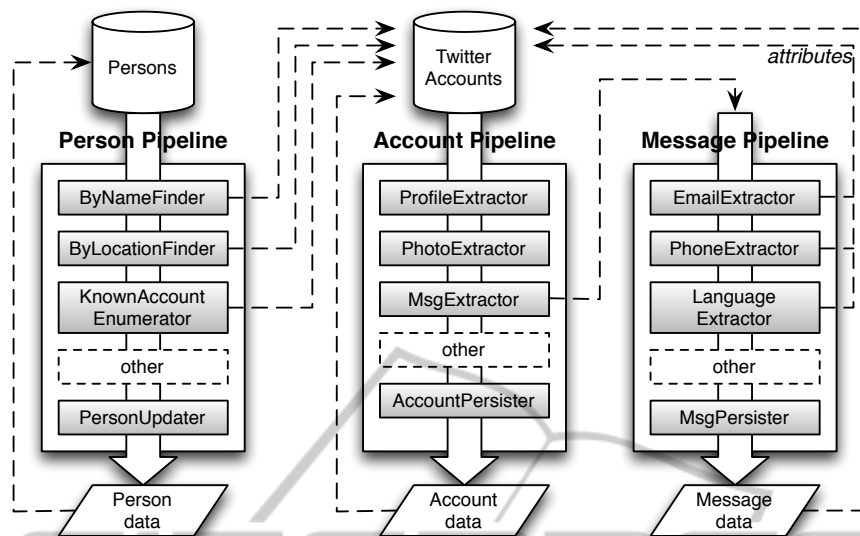 Persons
Twitter
Accounts
attributes
Person Pipeline
Account Pipeline
Message Pipeline
ByNameFinder
ProfileExtractor
EmailExtractor
ByLocationFinder
PhotoExtractor
PhoneExtractor
KnownAccount
Enumerator
MsgExtractor
Language
Extractor
other
other
other
PersonUpdater
AccountPersister
MsgPersister
Person
data
Account
data
Message
data